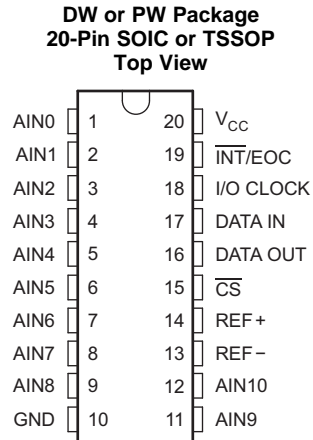 DW or PW Package
20-Pin SOIC or TSSOP
Top View
AIN0 1 20 VCC
AIN1 2 19 INT/EOC
AIN2 3 18 I/O CLOCK
AIN3 4 17 DATA IN
AIN4 5 16 DATA OUT
AIN5 6 15 CS
AIN6 7 14 REF+
AIN7 8 13 REF−
AIN8 9 12 AIN10
GND 10 11 AIN9